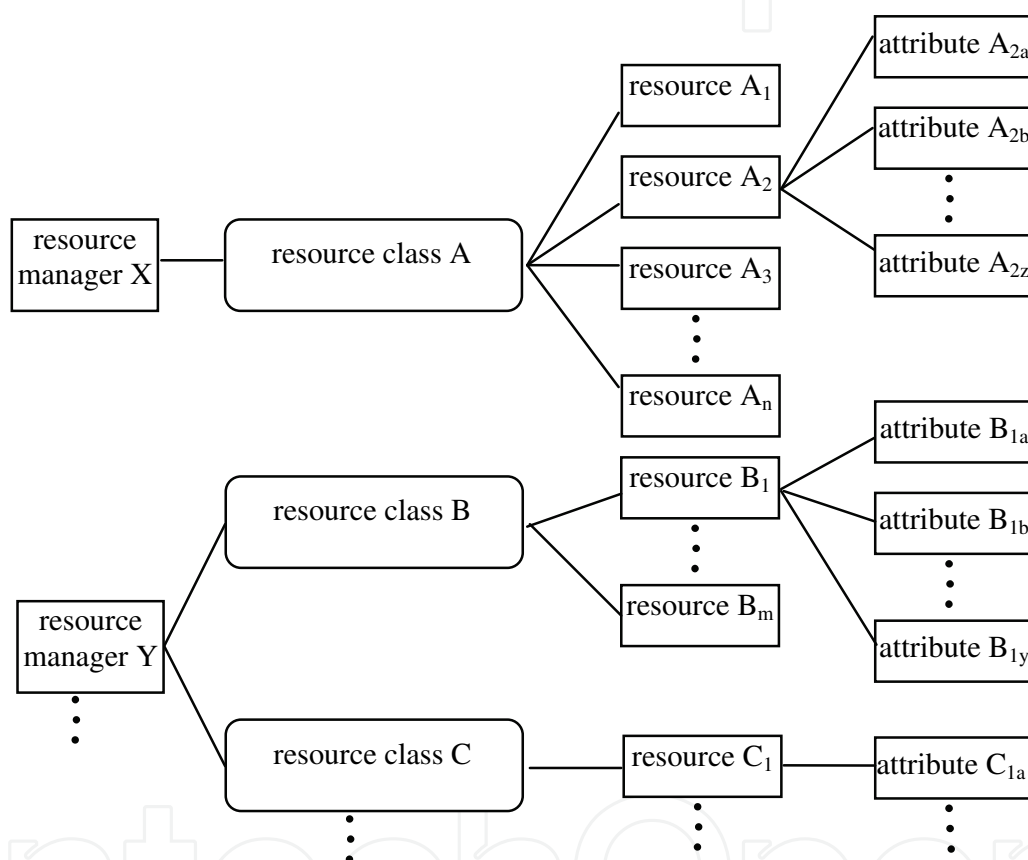 attribute A2a
resource A1
attribute A2b
resource A2
resource
manager X
resource class A
attribute A2z
resource A3
resource An
attribute B1a
resource B1
resource class B
attribute B1b
resource Bm
resource
manager Y
attribute B1y
resource class C
resource C1
attribute C1a